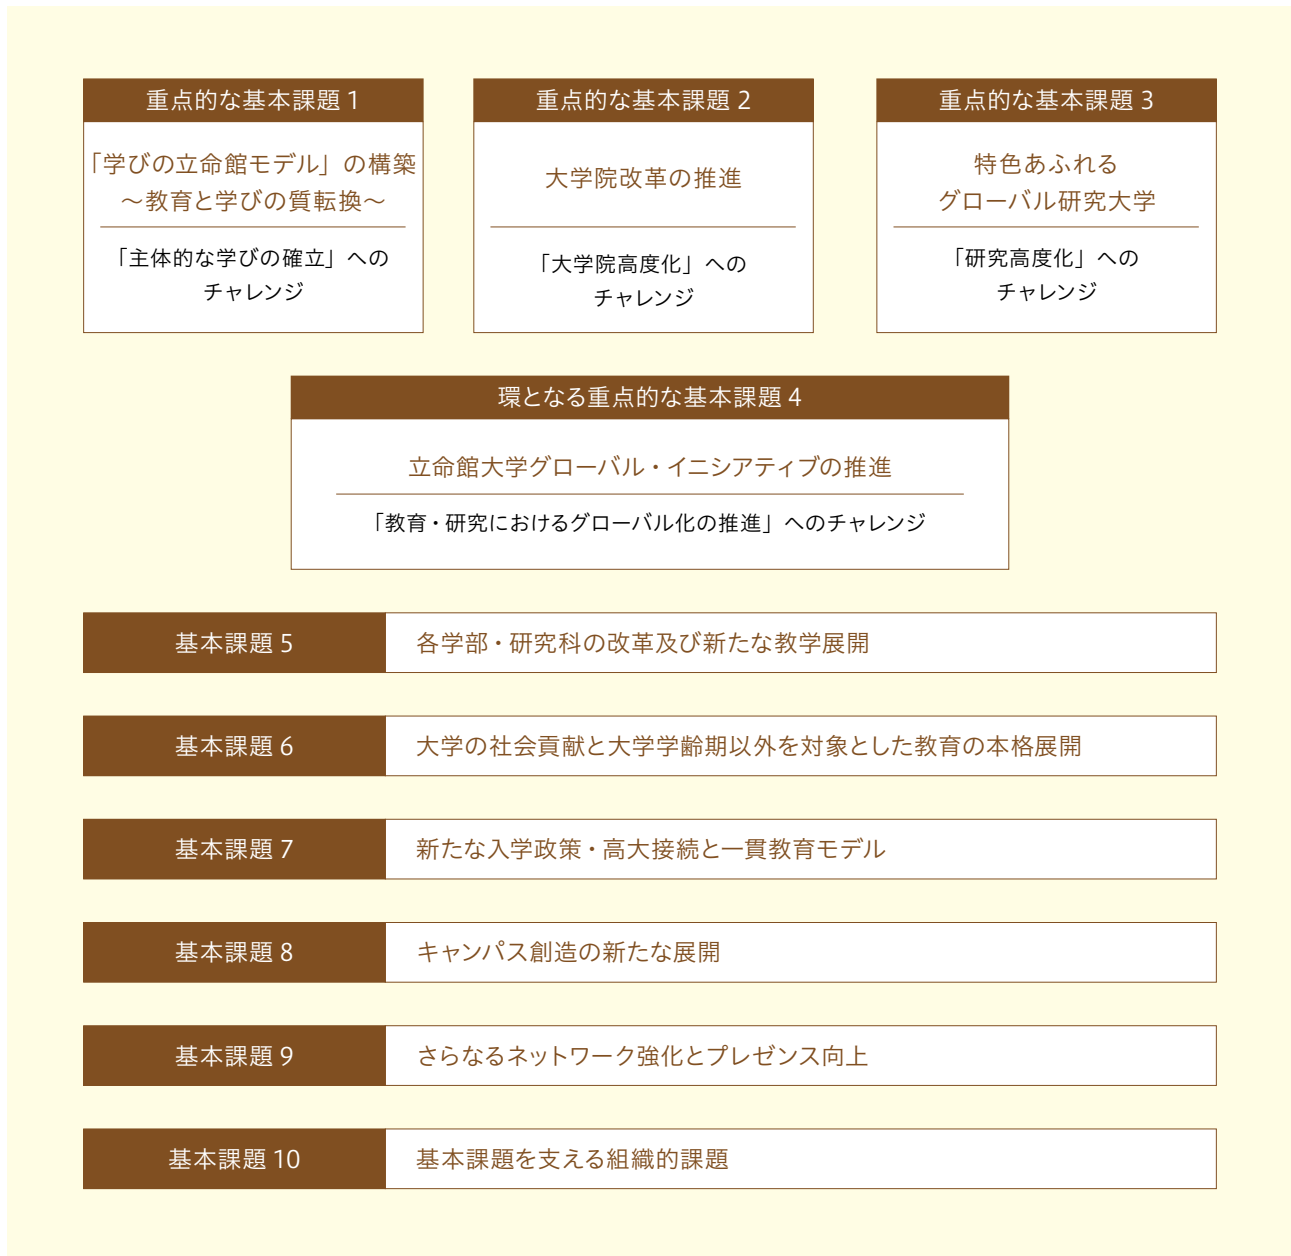 重点的な基本課題 1
「学びの立命館モデル」の構築
～教育と学びの質転換～
「主体的な学びの確立」への
チャレンジ
重点的な基本課題 2
大学院改革の推進
「大学院高度化」への
チャレンジ
重点的な基本課題 3
特色あふれる
グローバル研究大学
「研究高度化」への
チャレンジ
環となる重点的な基本課題 4
立命館大学グローバル・イニシアティブの推進
「教育・研究におけるグローバル化の推進」へのチャレンジ
基本課題 5
各学部・研究科の改革及び新たな教学展開
基本課題 6
大学の社会貢献と大学学齢期以外を対象とした教育の本格展開
基本課題 7
新たな入学政策・高大接続と一貫教育モデル
基本課題 8
キャンパス創造の新たな展開
基本課題 9
さらなるネットワーク強化とプレゼンス向上
基本課題 10
基本課題を支える組織的課題